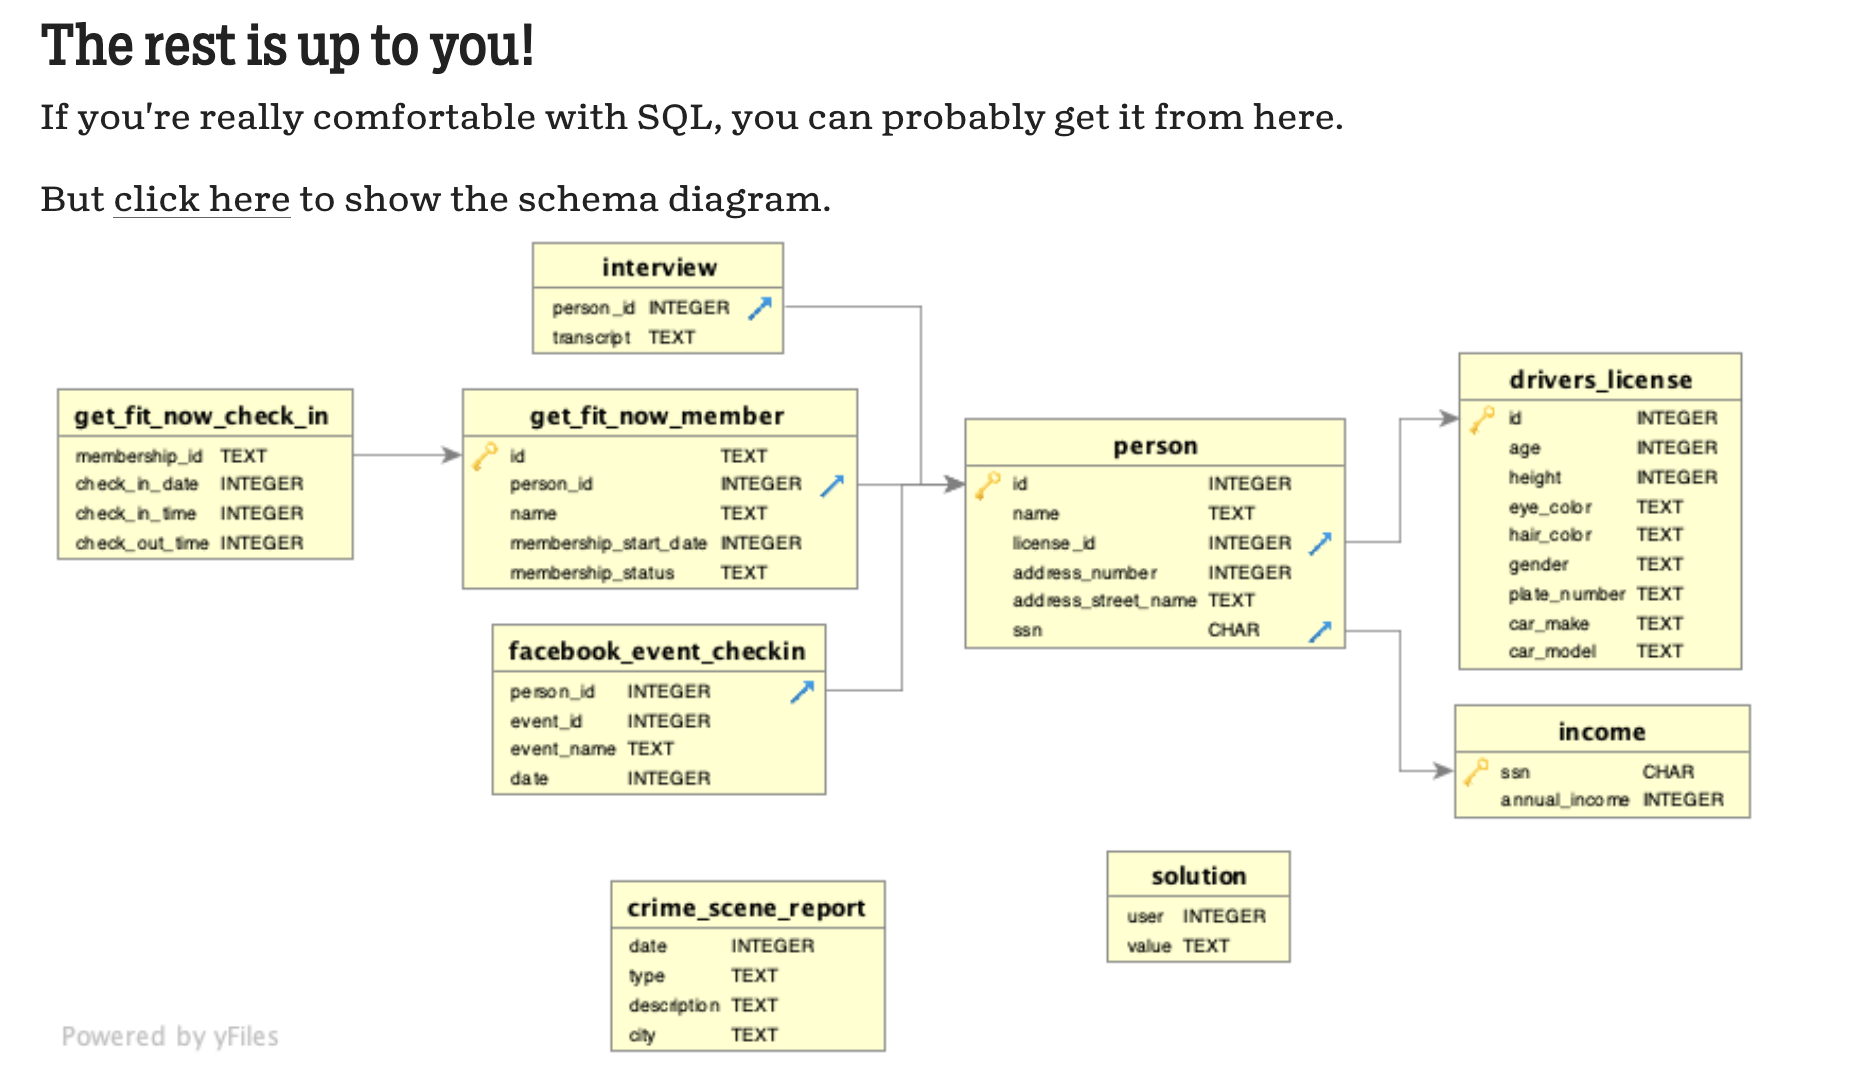 The rest is up to you!
If you're really comfortable with SQL, you can probably get it from here.
But click here to show the schema diagram.
interview
person_id INTEGER
transcript TEXT
get_fit_now_check_in
membership_id TEXT
check_in_date INTEGER
check_in_time INTEGER
check_out_time INTEGER
get_fit_now_member
id TEXT
person_id INTEGER
name TEXT
membership_start_date INTEGER
membership_status TEXT
facebook_event_checkin
person_id INTEGER
event_id INTEGER
event_name TEXT
date INTEGER
person
id INTEGER
name TEXT
license_id INTEGER
address_number INTEGER
address_street_name TEXT
ssn CHAR
drivers_license
id INTEGER
age INTEGER
height INTEGER
eye_color TEXT
hair_color TEXT
gender TEXT
plate_number TEXT
car_make TEXT
car_model TEXT
income
ssn CHAR
annual_income INTEGER
crime_scene_report
date INTEGER
type TEXT
description TEXT
city TEXT
solution
user INTEGER
value TEXT
Powered by yFiles